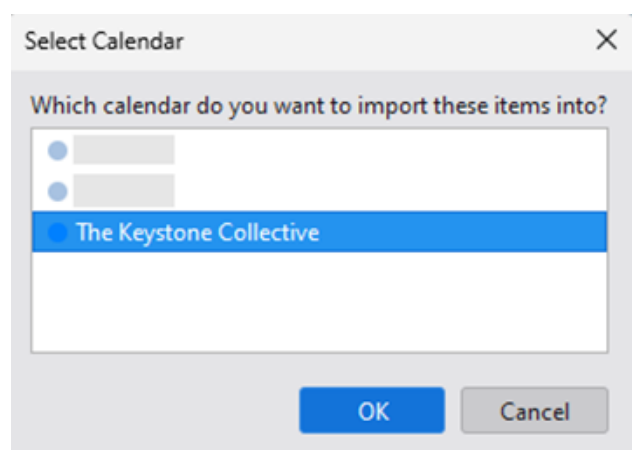 Select Calendar
Which calendar do you want to import these items into?
The Keystone Collective
OK
Cancel